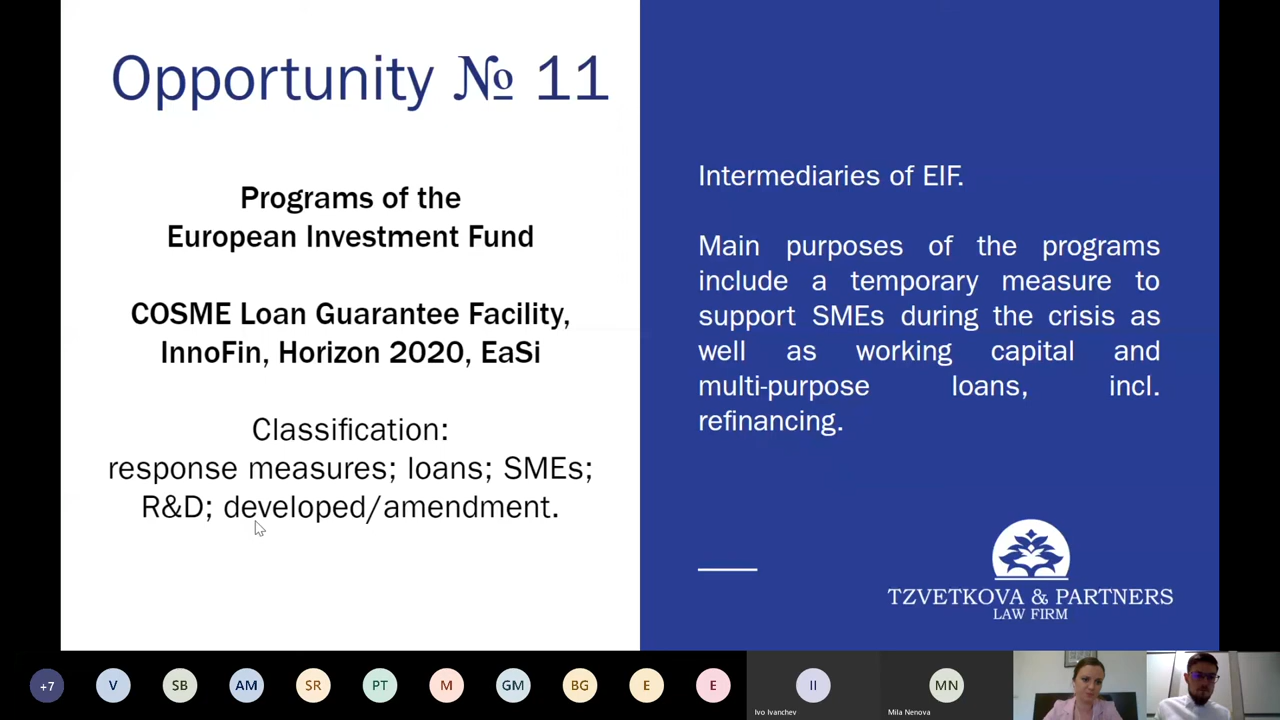 Opportunity № 11
Programs of the
European Investment Fund
COSME Loan Guarantee Facility,
InnoFin, Horizon 2020, EaSi
Classification:
response measures; loans; SMEs;
R&D; developed/amendment.
Intermediaries of EIF.
Main purposes of the programs
include a temporary measure to
support SMEs during the crisis as
well as working capital and
multi-purpose loans, incl.
refinancing.
TZVETKOVA & PARTNERS
LAW FIRM
+7
V
SB
AM
SR
PT
M
GM
BG
E
E
II
Ivo Ivanchev
MN
Mila Nenova